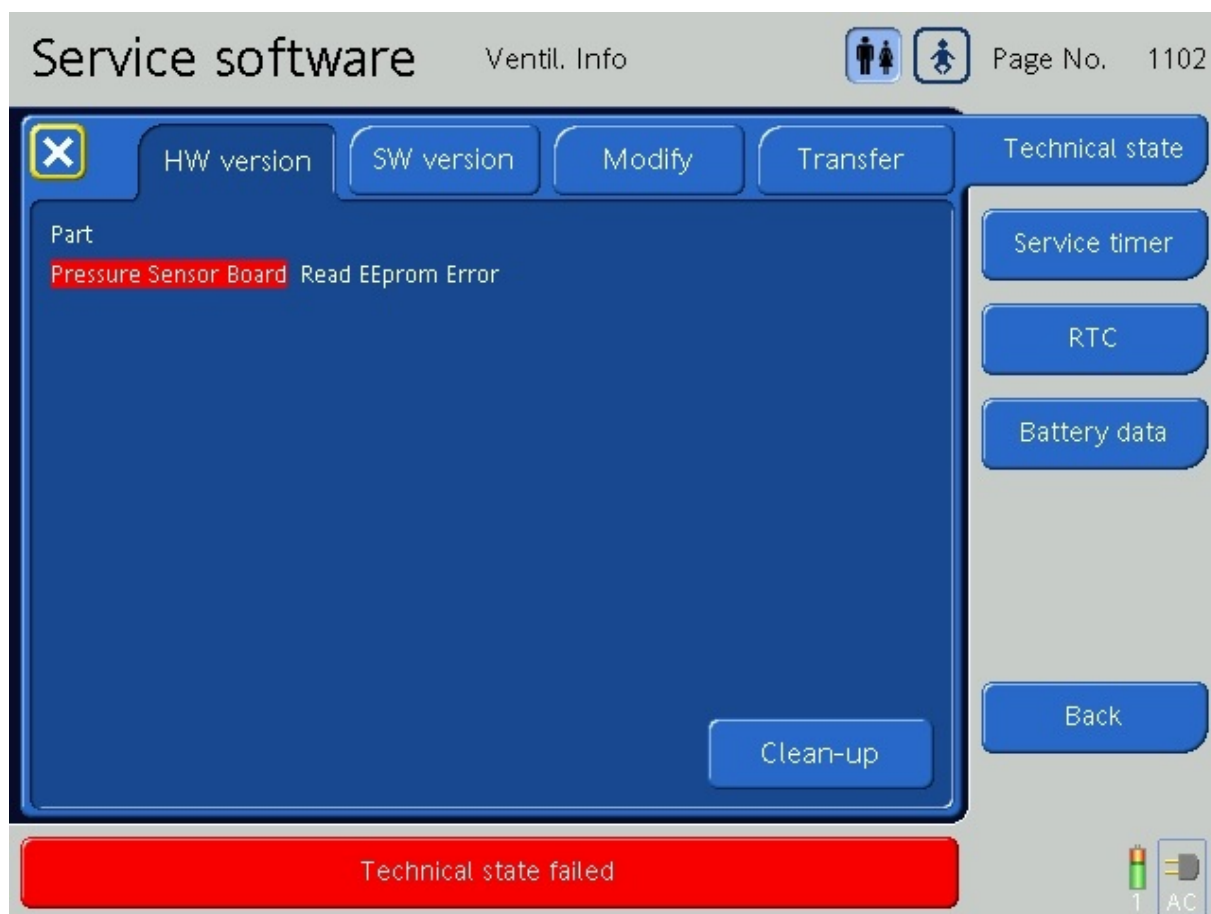 Service software Ventil. Info Page No. 1102
HW version SW version Modify Transfer Technical state
Part
Pressure Sensor Board Read EEprom Error
Service timer
RTC
Battery data
Back
Clean-up
Technical state failed
1 AC